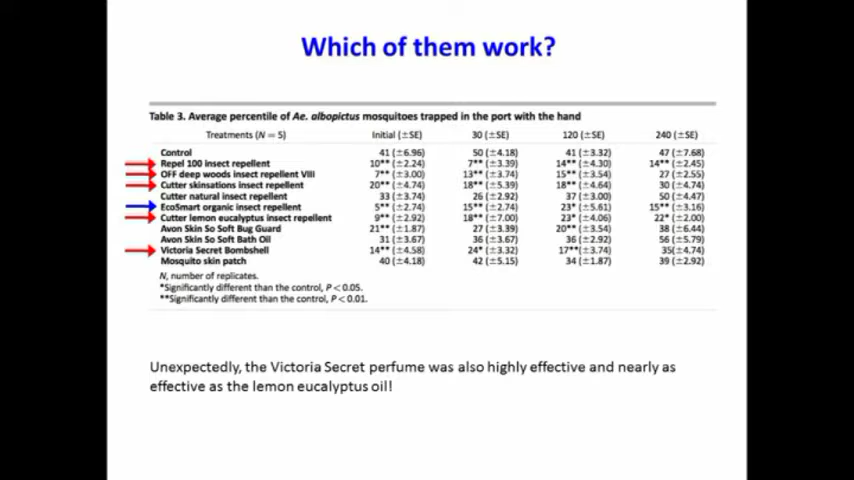 Which of them work?
Table 3. Average percentile of Ae. albopictus mosquitoes trapped in the port with the hand
Treatments (N = 5) Initial (±SE) 30 (±SE) 120 (±SE) 240 (±SE)
Control 41 (±6.96) 50 (±4.18) 41 (±3.32) 47 (±7.68)
Repel 100 insect repellent 10** (±2.24) 7** (±3.39) 14** (±4.30) 14** (±2.45)
OFF deep woods insect repellent VIII 7** (±3.00) 13** (±3.74) 15** (±3.54) 27 (±2.55)
Cutter skinsations insect repellent 20** (±4.74) 18** (±5.39) 18** (±4.64) 30 (±4.74)
Cutter natural insect repellent 33 (±3.74) 26 (±2.92) 37 (±3.00) 50 (±4.47)
EcoSmart organic insect repellent 5** (±2.74) 15** (±2.74) 23* (±5.61) 15** (±3.16)
Cutter lemon eucalyptus insect repellent 9** (±2.92) 18** (±7.00) 23* (±4.06) 22* (±2.00)
Avon Skin So Soft Bug Guard 21** (±1.87) 27 (±3.39) 20** (±3.54) 38 (±6.44)
Avon Skin So Soft Bath Oil 31 (±3.67) 36 (±3.67) 36 (±2.92) 56 (±5.79)
Victoria Secret Bombshell 14** (±4.58) 24* (±3.32) 17** (±3.74) 35(±4.74)
Mosquito skin patch 40 (±4.18) 42 (±5.15) 34 (±1.87) 39 (±2.92)
N, number of replicates.
*Significantly different than the control, P < 0.05.
**Significantly different than the control, P < 0.01.
Unexpectedly, the Victoria Secret perfume was also highly effective and nearly as
effective as the lemon eucalyptus oil!